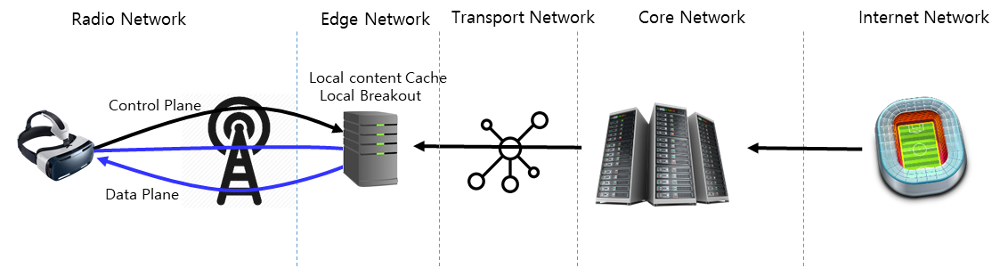 Radio Network
Edge Network
Transport Network
Core Network
Internet Network
Local content Cache
Local Breakout
Control Plane
Data Plane